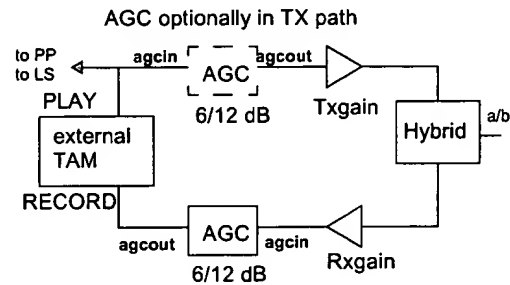 AGC optionally in TX path
to PP
to LS
agcin
AGC
agcout
6/12 dB
Txgain
PLAY
external
TAM
RECORD
Hybrid
a/b
agcout
AGC
agcin
6/12 dB
Rxgain